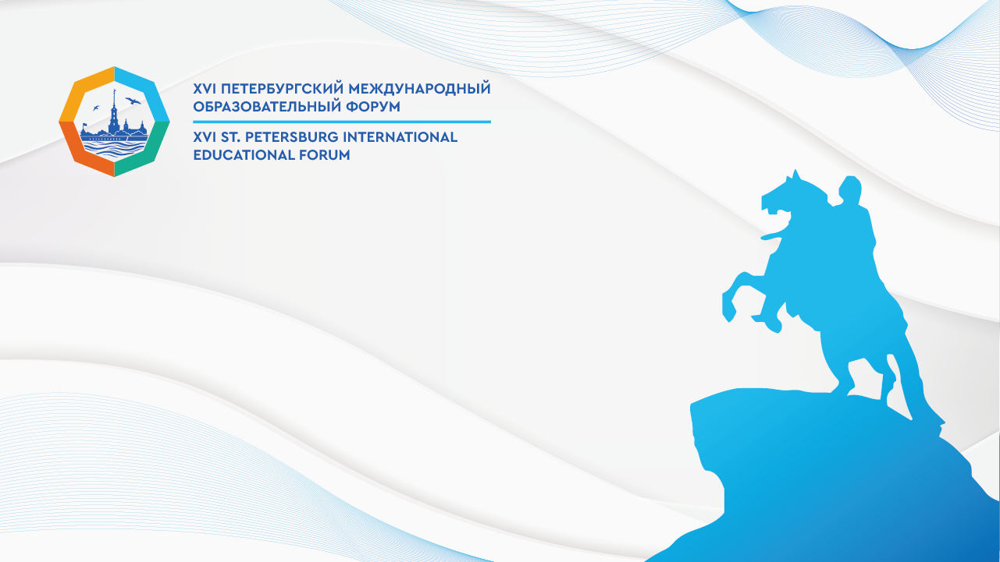 XVI ПЕТЕРБУРГСКИЙ МЕЖДУНАРОДНЫЙ
ОБРАЗОВАТЕЛЬНЫЙ ФОРУМ
XVI ST. PETERSBURG INTERNATIONAL
EDUCATIONAL FORUM